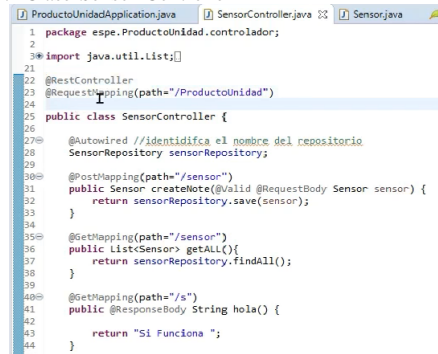 ProductoUnidadApplication.java SensorController.java Sensor.java
1 package espe.ProductoUnidad.controlador;
2
3 import java.util.List;
21
22 @RestController
23 @RequestMapping(path="/ProductoUnidad")
24
25 public class SensorController {
26
27 @Autowired //identidifca el nombre del repositorio
28 SensorRepository sensorRepository;
29
30 @PostMapping(path="/sensor")
31 public Sensor createNote(@Valid @RequestBody Sensor sensor) {
32 return sensorRepository.save(sensor);
33 }
34
35 @GetMapping(path="/sensor")
36 public List<Sensor> getALL(){
37 return sensorRepository.findAll();
38 }
39
40 @GetMapping(path="/s")
41 public @ResponseBody String hola() {
42
43 return "Si Funciona ";
44 }